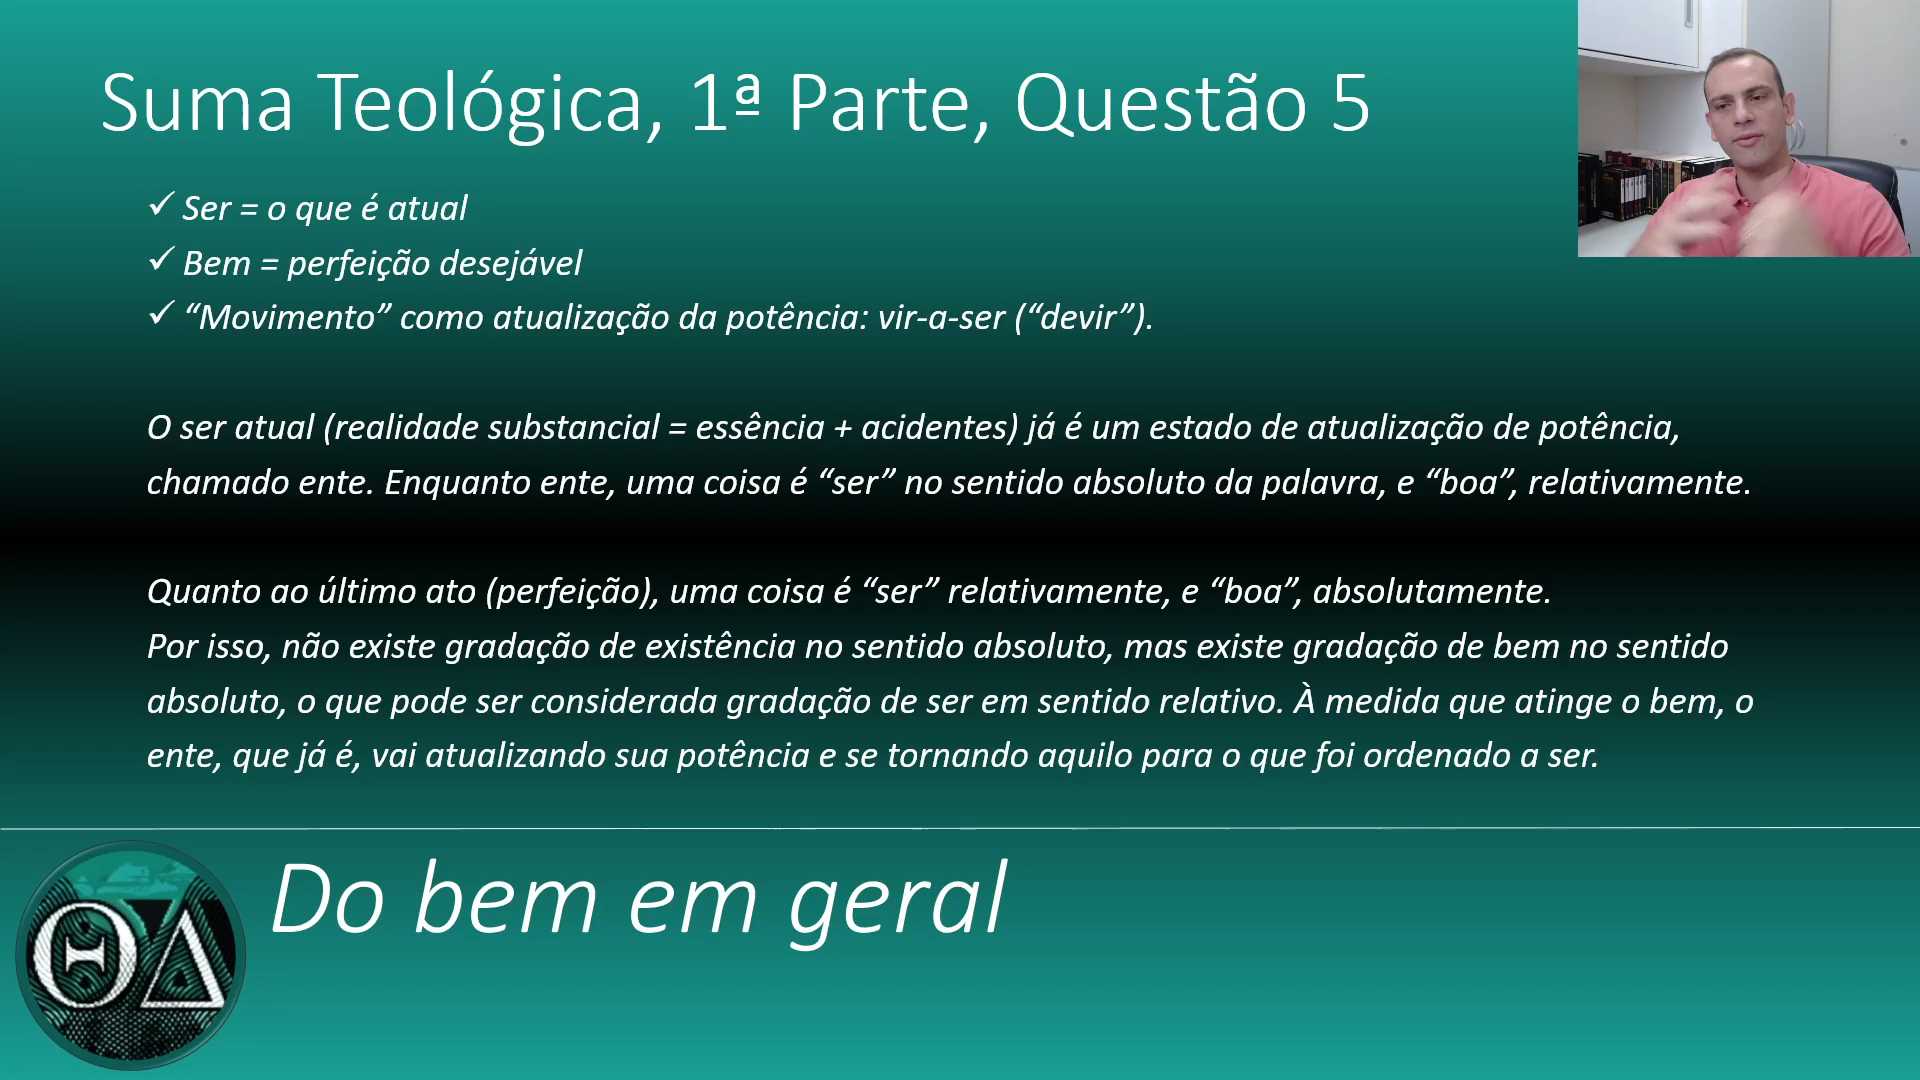 Suma Teológica, 1ª Parte, Questão 5
✓ Ser = o que é atual
✓ Bem = perfeição desejável
✓ “Movimento” como atualização da potência: vir-a-ser (“devir”).
O ser atual (realidade substancial = essência + acidentes) já é um estado de atualização de potência,
chamado ente. Enquanto ente, uma coisa é “ser” no sentido absoluto da palavra, e “boa”, relativamente.
Quanto ao último ato (perfeição), uma coisa é “ser” relativamente, e “boa”, absolutamente.
Por isso, não existe gradação de existência no sentido absoluto, mas existe gradação de bem no sentido
absoluto, o que pode ser considerada gradação de ser em sentido relativo. À medida que atinge o bem, o
ente, que já é, vai atualizando sua potência e se tornando aquilo para o que foi ordenado a ser.
Do bem em geral
ΘΔ